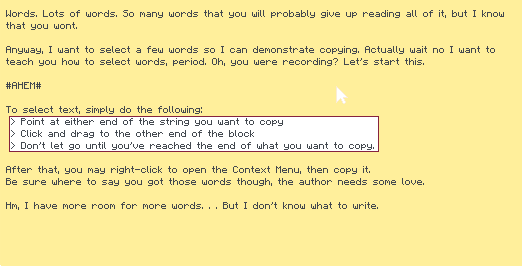 Words. Lots of words. So many words that you will probably give up reading all of it, but I know
that you wont.
Anyway, I want to select a few words so I can demonstrate copying. Actually wait no I want to
teach you how to select words, period. Oh, you were recording? Let's start this.
#AHEM#
To select text, simply do the following:
> Point at either end of the string you want to copy
> Click and drag to the other end of the block
> Don't let go until you've reached the end of what you want to copy.
After that, you may right-click to open the Context Menu, then copy it.
Be sure where to say you got those words though, the author needs some love.
Hm, I have more room for more words. . . But I don't know what to write.